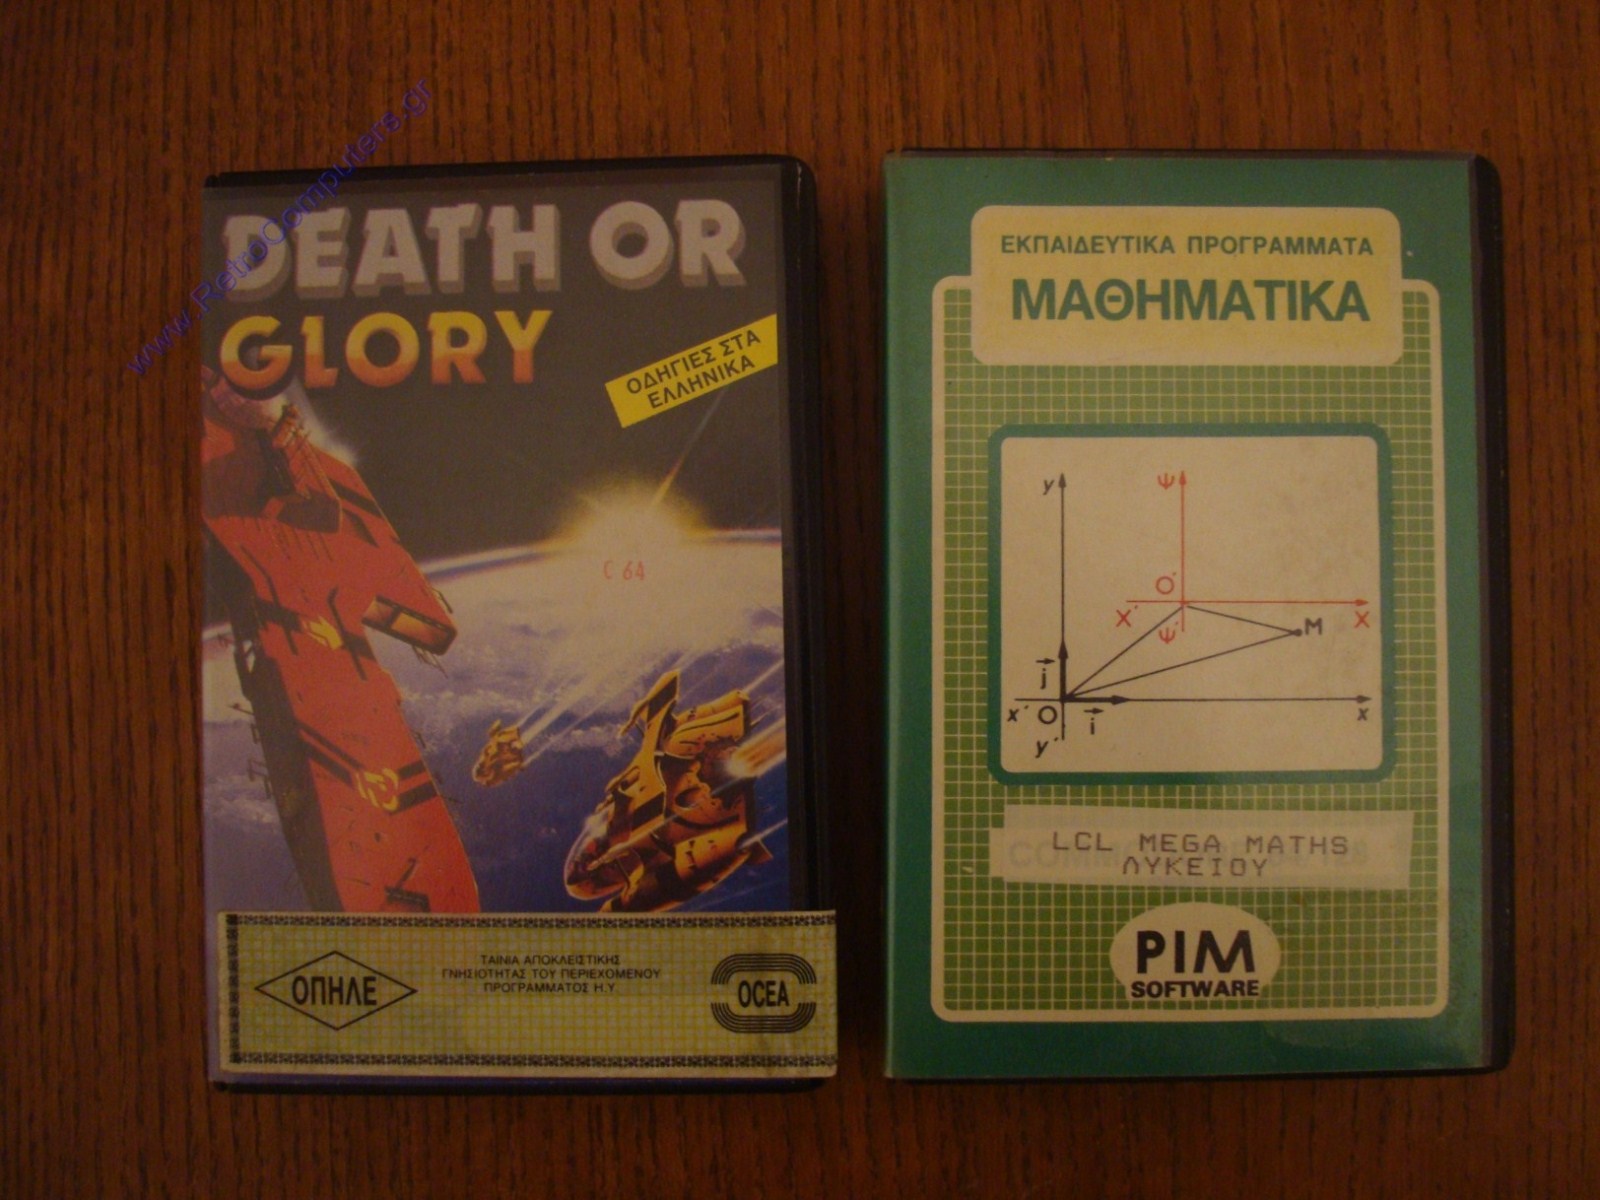 www.RetroComputers.gr
DEATH OR
GLORY
ΟΔΗΓΙΕΣ ΣΤΑ
ΕΛΛΗΝΙΚΑ
C 64
ΟΠΗΛΕ
ΤΑΙΝΙΑ ΑΠΟΚΛΕΙΣΤΙΚΗΣ
ΓΝΗΣΙΟΤΗΤΑΣ ΤΟΥ ΠΕΡΙΕΧΟΜΕΝΟΥ
ΠΡΟΓΡΑΜΜΑΤΟΣ Η.Υ.
OCEA
ΕΚΠΑΙΔΕΥΤΙΚΑ ΠΡΟΓΡΑΜΜΑΤΑ
ΜΑΘΗΜΑΤΙΚΑ
y Ψ
O'
X' X
Ψ' M
j
x' O i x
y'
LCL MEGA MATHS
ΛΥΚΕΙΟΥ
PIM
SOFTWARE